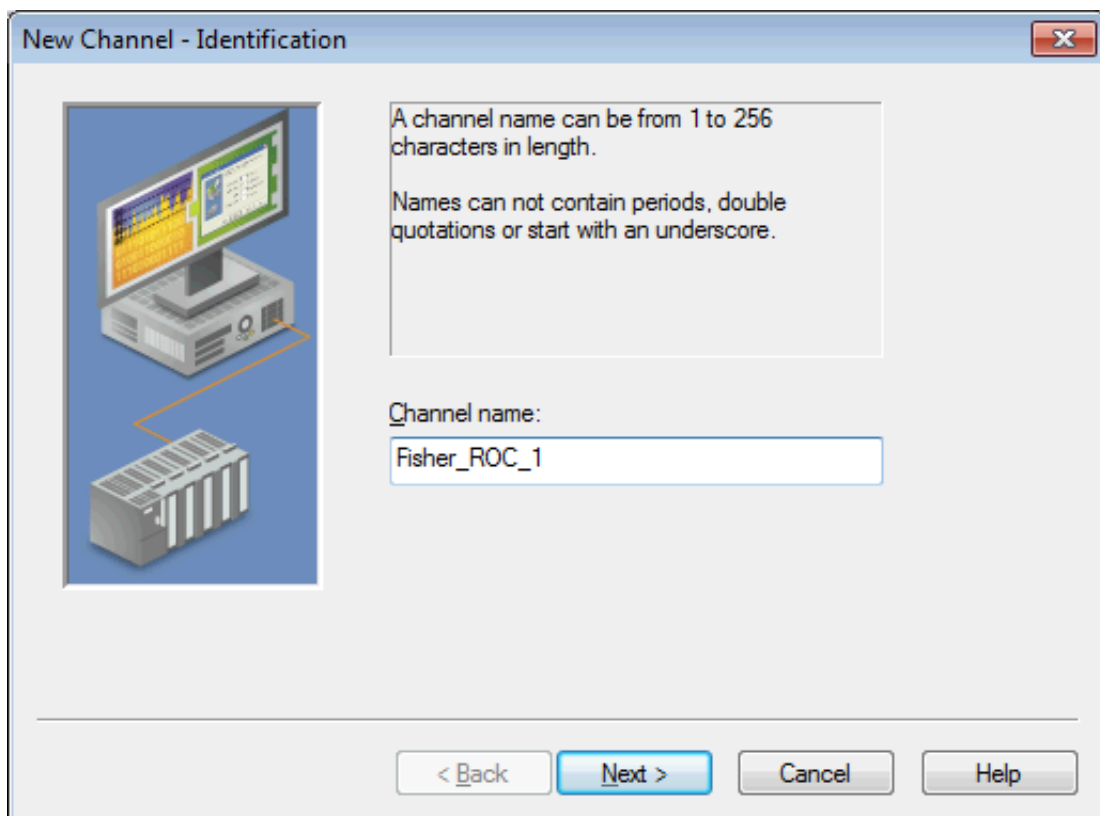 New Channel - Identification
A channel name can be from 1 to 256
characters in length.
Names can not contain periods, double
quotations or start with an underscore.
Channel name:
Fisher_ROC_1
< Back
Next >
Cancel
Help